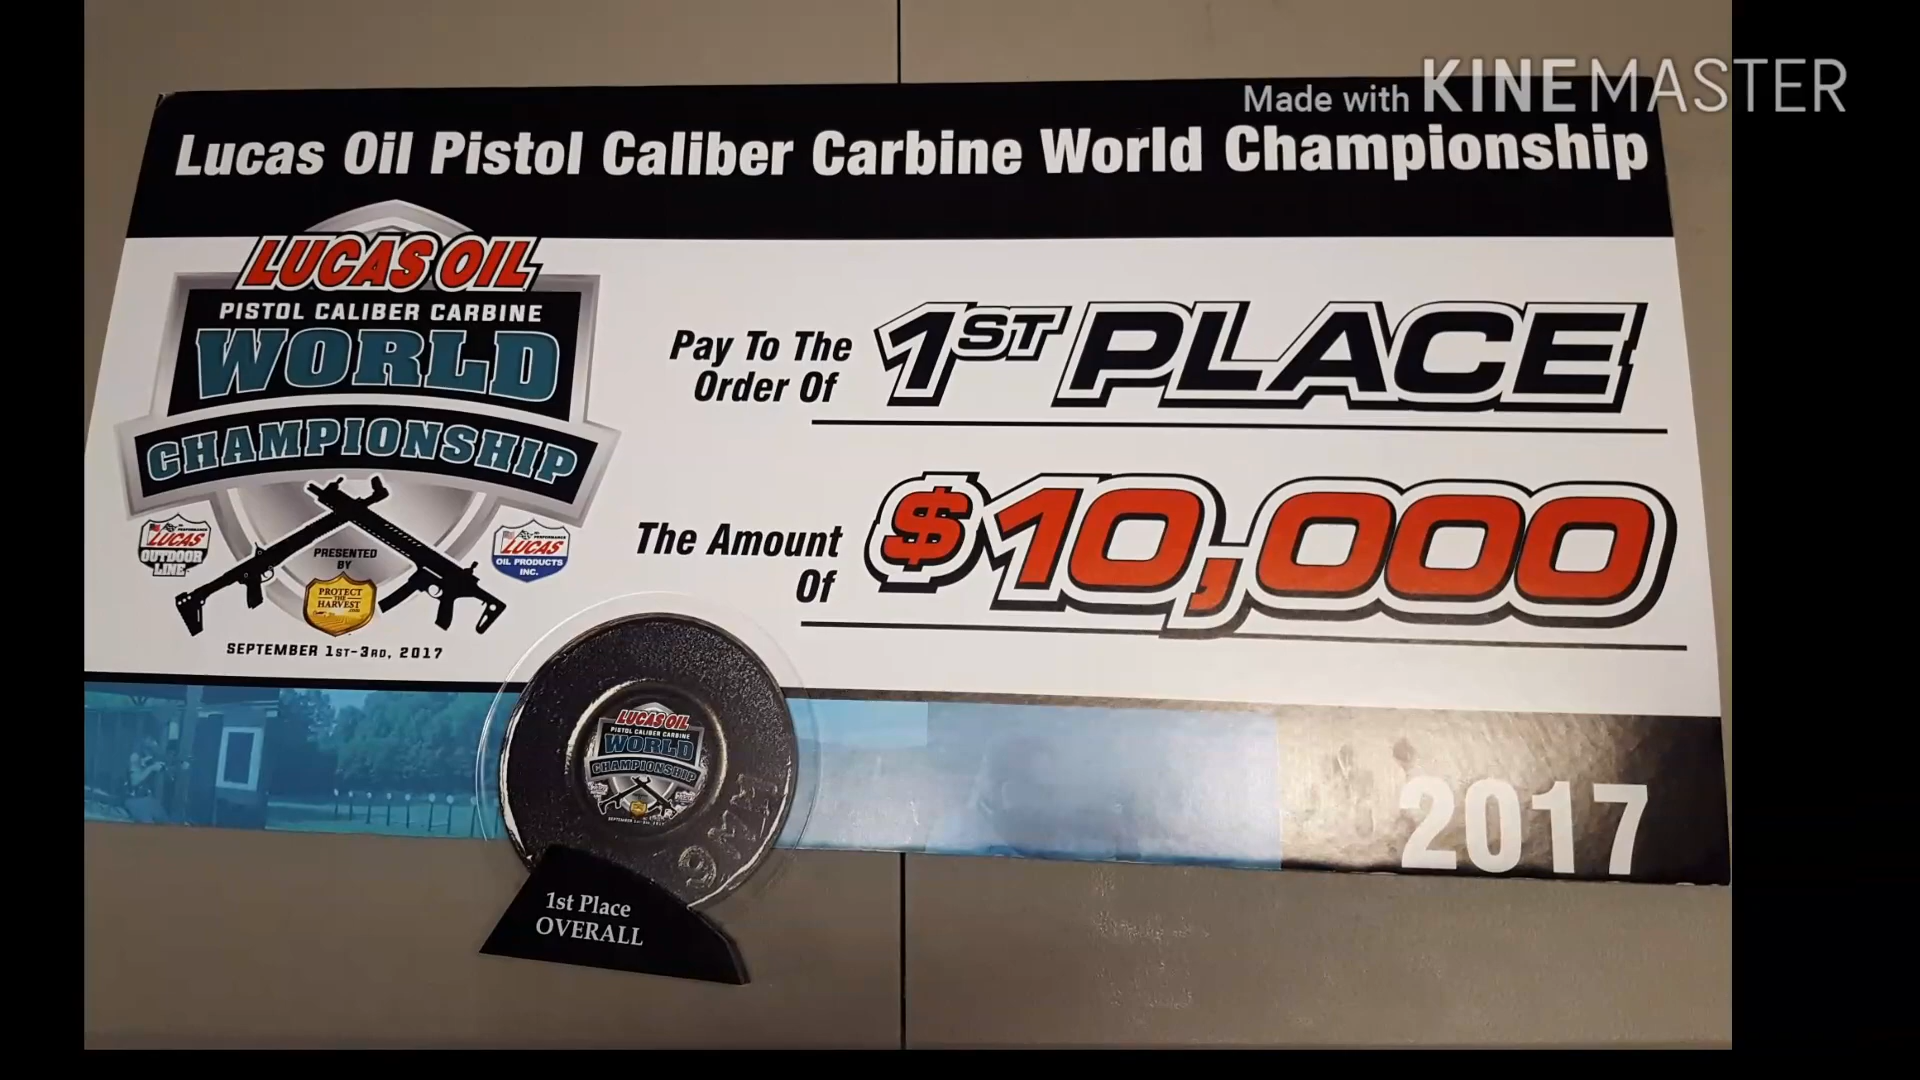 Made with KINEMASTER
Lucas Oil Pistol Caliber Carbine World Championship
LUCAS OIL
PISTOL CALIBER CARBINE
WORLD
CHAMPIONSHIP
LUCAS
OUTDOOR
LINE
PRESENTED
BY
PROTECT
THE
HARVEST
.com
LUCAS
OIL PRODUCTS
INC.
SEPTEMBER 1ST-3RD, 2017
Pay To The
Order Of
1ST PLACE
The Amount
Of
$10,000
2017
LUCAS OIL
PISTOL CALIBER CARBINE
WORLD
CHAMPIONSHIP
9MM
1st Place
OVERALL